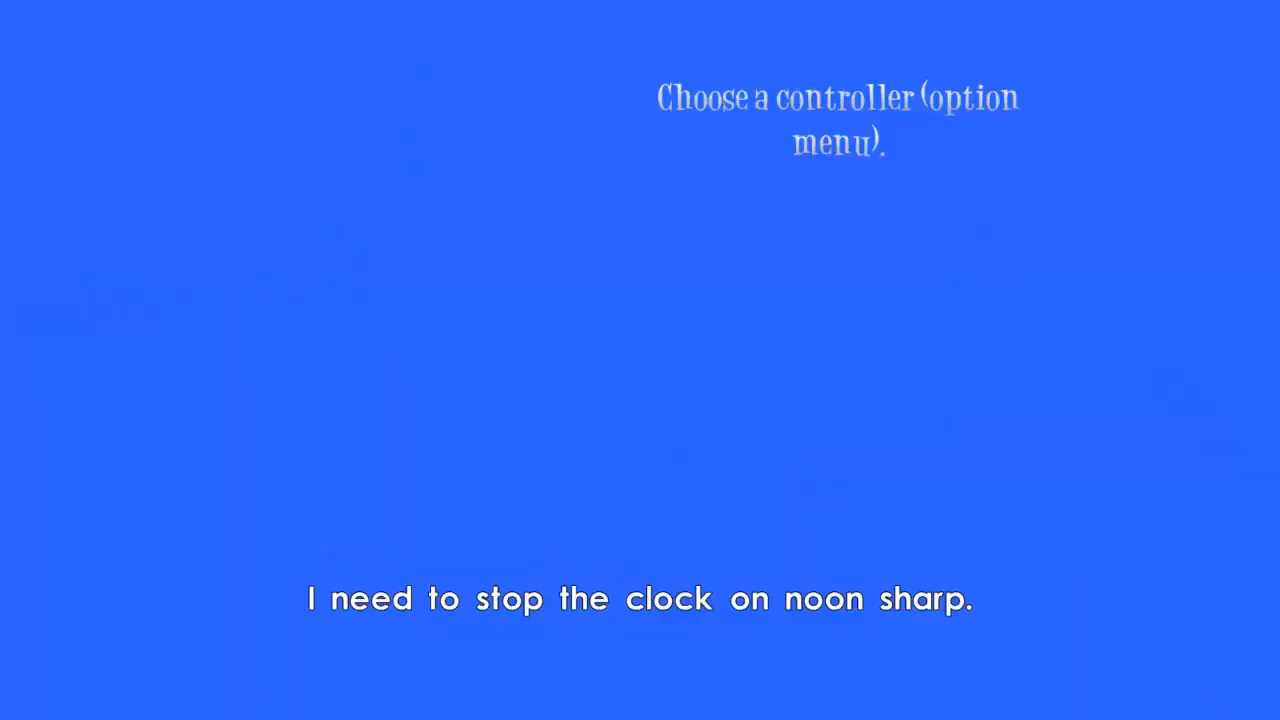 Choose a controller (option
menu).
I need to stop the clock on noon sharp.